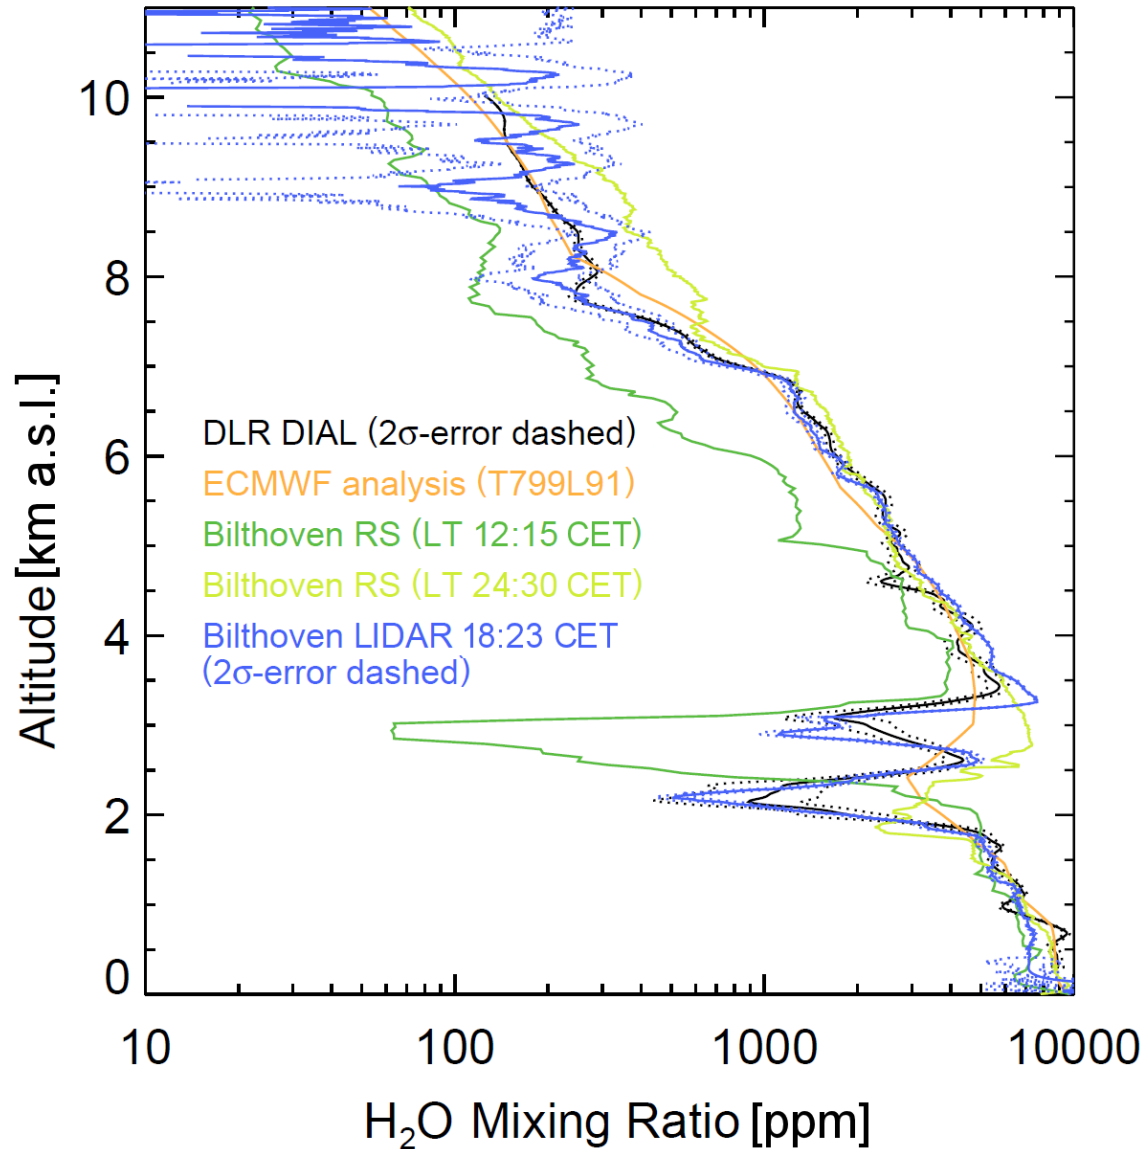 10
8
6
4
2
0
Altitude [km a.s.l.]
DLR DIAL (2σ-error dashed)
ECMWF analysis (T799L91)
Bilthoven RS (LT 12:15 CET)
Bilthoven RS (LT 24:30 CET)
Bilthoven LIDAR 18:23 CET
(2σ-error dashed)
10 100 1000 10000
H₂O Mixing Ratio [ppm]